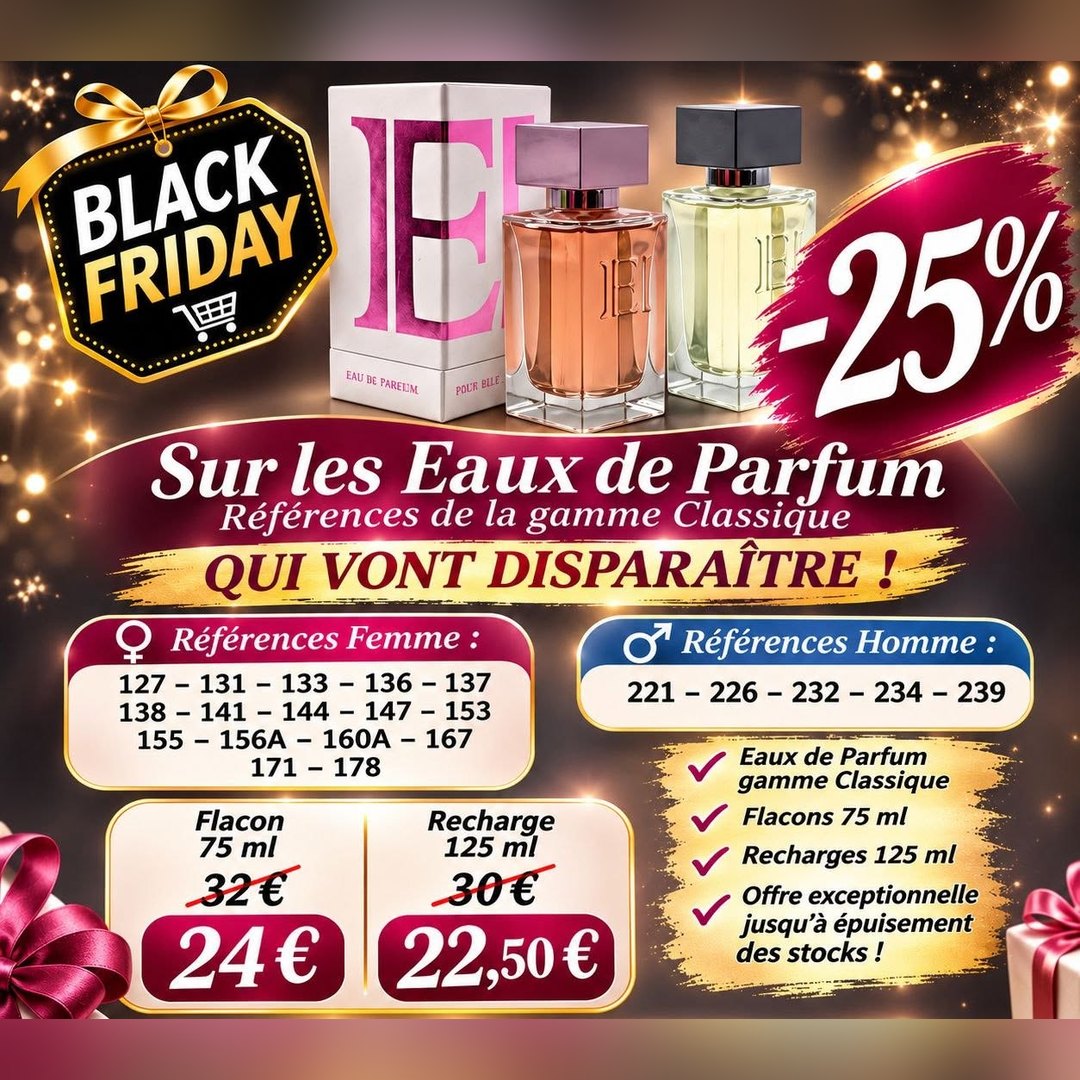 BLACK
FRIDAY
EAU DE PARFUM
POUR ELLE
-25%
Sur les Eaux de Parfum
Références de la gamme Classique
QUI VONT DISPARAÎTRE !
Références Femme :
127 – 131 – 133 – 136 – 137
138 – 141 – 144 – 147 – 153
155 – 156A – 160A – 167
171 – 178
Références Homme :
221 – 226 – 232 – 234 – 239
Flacon
75 ml
32 €
24 €
Recharge
125 ml
30 €
22,50 €
Eaux de Parfum
gamme Classique
Flacons 75 ml
Recharges 125 ml
Offre exceptionnelle
jusqu'à épuisement
des stocks !